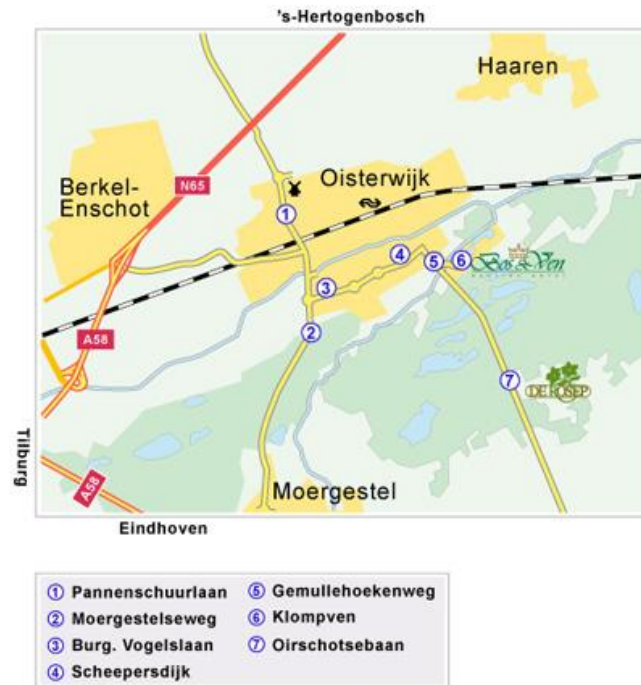 's-Hertogenbosch
Haaren
Oisterwijk
Berkel-
Enschot
N65
1
4
5
6
Bos & Ven
3
2
A58
7
DE ROSEP
Tilburg
A58
Moergestel
Eindhoven
1 Pannenschuurlaan
2 Moergestelseweg
3 Burg. Vogelslaan
4 Scheepersdijk
5 Gemullehoekenweg
6 Klompven
7 Oirschotsebaan